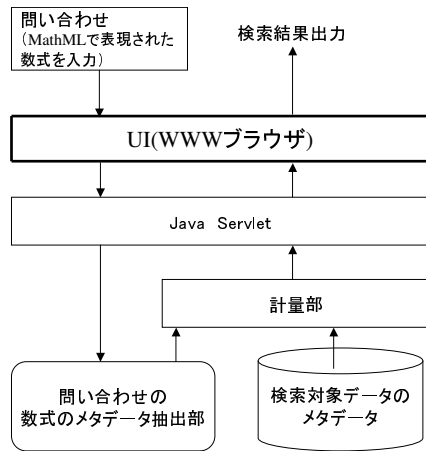 問い合わせ
(MathMLで表現された
数式を入力)
検索結果出力
UI(WWWブラウザ)
Java Servlet
計量部
問い合わせの
数式のメタデータ抽出部
検索対象データの
メタデータ